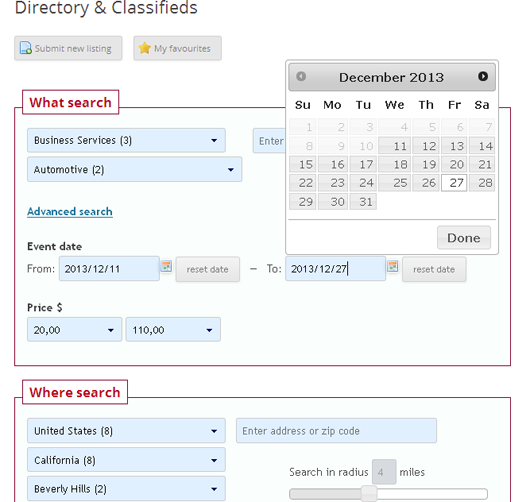 Directory & Classifieds
Submit new listing
My favourites
What search
Business Services (3)
Enter
Automotive (2)
December 2013
Su Mo Tu We Th Fr Sa
1 2 3 4 5 6 7
8 9 10 11 12 13 14
15 16 17 18 19 20 21
22 23 24 25 26 27 28
29 30 31
Done
Advanced search
Event date
From: 2013/12/11 reset date – To: 2013/12/27 reset date
Price $
20,00 110,00
Where search
United States (8) Enter address or zip code
California (8)
Search in radius 4 miles
Beverly Hills (2)